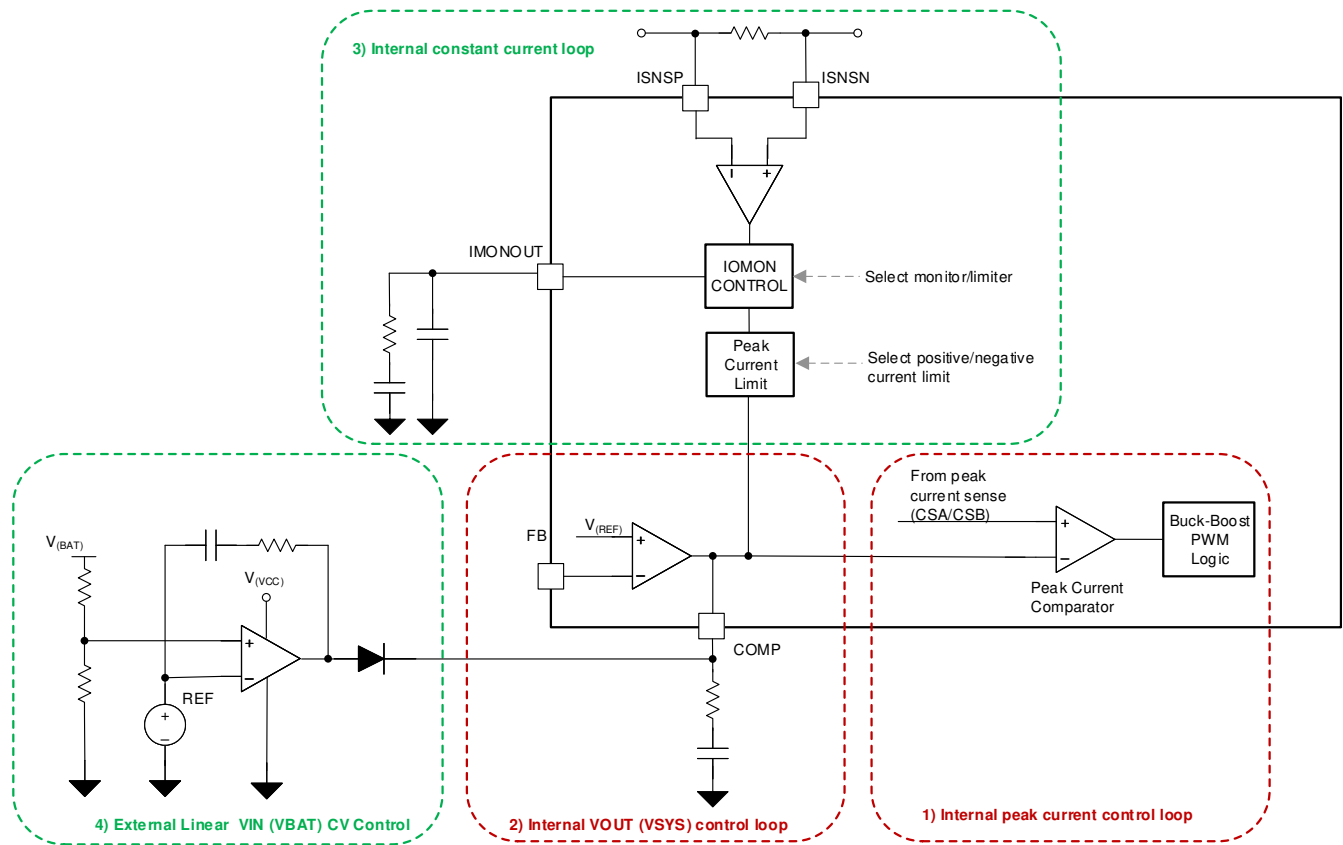 3) Internal constant current loop
ISNSP
ISNSN
-
+
IMONOUT
IOMON
CONTROL
Select monitor/limiter
Peak
Current
Limit
Select positive/negative
current limit
From peak
current sense
(CSA/CSB)
FB
V(REF)
+
−
+
−
Buck-Boost
PWM
Logic
Peak Current
Comparator
V(BAT)
V(VCC)
+
−
REF
+
−
COMP
4) External Linear VIN (VBAT) CV Control
2) Internal VOUT (VSYS) control loop
1) Internal peak current control loop